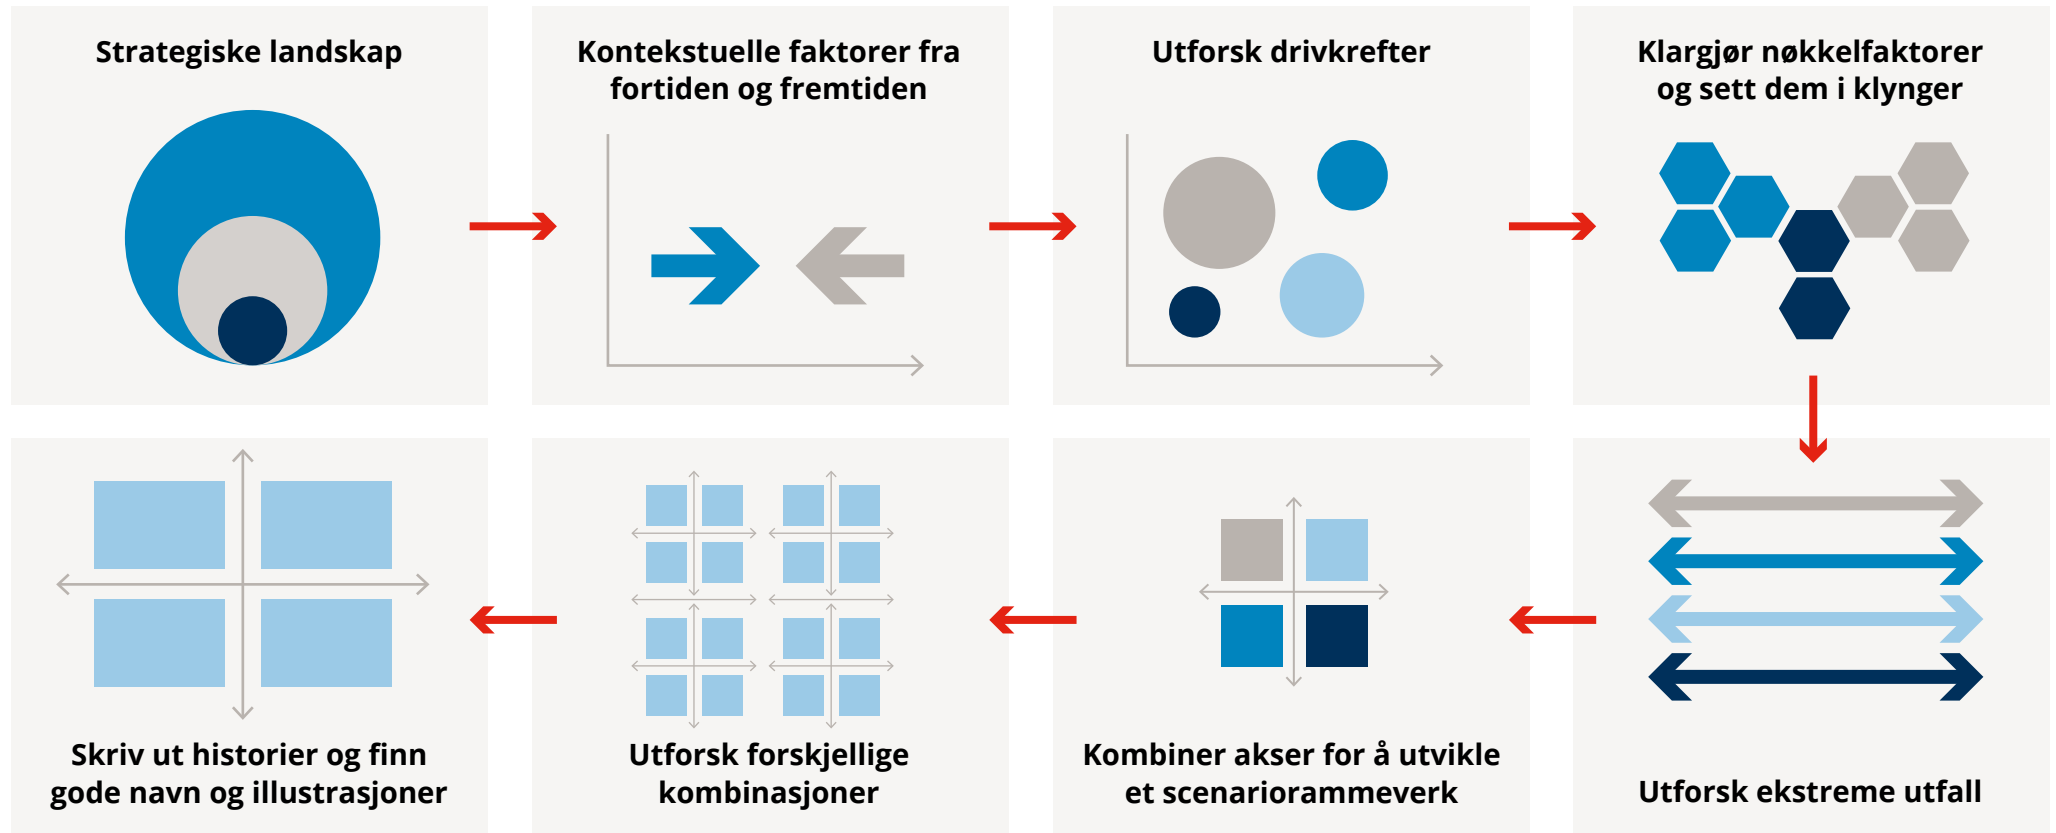 Strategiske landskap
Kontekstuelle faktorer fra
fortiden og fremtiden
Utforsk drivkrefter
Klargjør nøkkelfaktorer
og sett dem i klynger
Utforsk ekstreme utfall
Kombiner akser for å utvikle
et scenariorammeverk
Utforsk forskjellige
kombinasjoner
Skriv ut historier og finn
gode navn og illustrasjoner